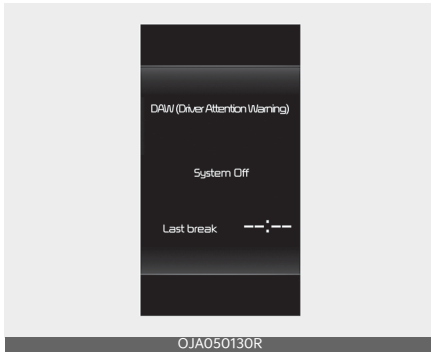 DAW (Driver Attention Warning)
System Off
Last break --:--
OJA050130R